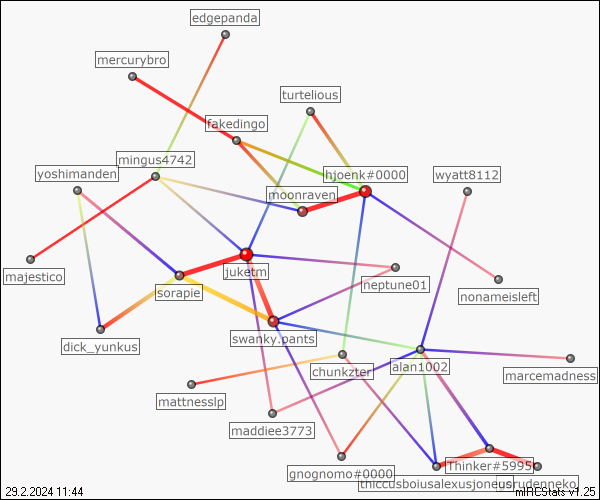 edgepanda
mercurybro
turtelious
fakedingo
mingus4742
yoshimanden
hjoenk#0000
wyatt8112
moonraven
majestico
juketm
neptune01
sorapie
nonameisleft
swanky.pants
dick_yunkus
chunkzter
alan1002
marcemadness
mattnesslp
maddiee3773
gnognomo#0000
Thinker#5995
thiccusboiusalexusjoneus
usrudenneko
29.2.2024 11:44
mIRCStats v1.25